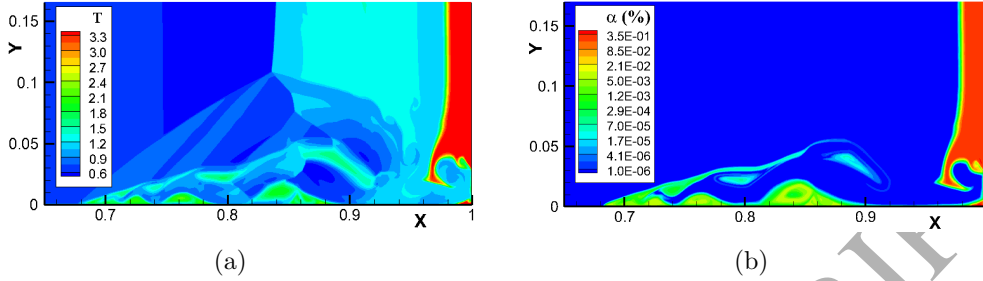 T
3.3
3.0
2.7
2.4
2.1
1.8
1.5
1.2
0.9
0.6
Y
0.15
0.1
0.05
0
0.7
0.8
0.9
1
X
(a)
α (%)
3.5E-01
8.5E-02
2.1E-02
5.0E-03
1.2E-03
2.9E-04
7.0E-05
1.7E-05
4.1E-06
1.0E-06
Y
0.15
0.1
0.05
0
0.7
0.8
0.9
X
(b)